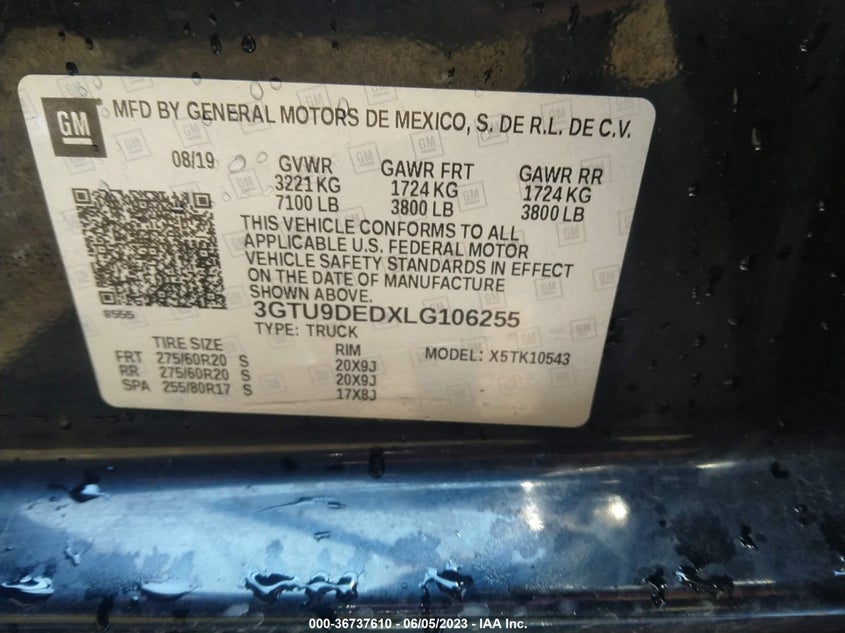 GM
MFD BY GENERAL MOTORS DE MEXICO, S. DE R.L. DE C.V.
08/19 GVWR GAWR FRT GAWR RR
3221 KG 1724 KG 1724 KG
7100 LB 3800 LB 3800 LB
THIS VEHICLE CONFORMS TO ALL
APPLICABLE U.S. FEDERAL MOTOR
VEHICLE SAFETY STANDARDS IN EFFECT
ON THE DATE OF MANUFACTURE
SHOWN ABOVE.
8555
3GTU9DEDXLG106255
TYPE: TRUCK
TIRE SIZE RIM MODEL: X5TK10543
FRT 275/60R20 S 20X9J
RR 275/60R20 S 20X9J
SPA 255/80R17 S 17X8J
000-36737610 - 06/05/2023 - IAA Inc.